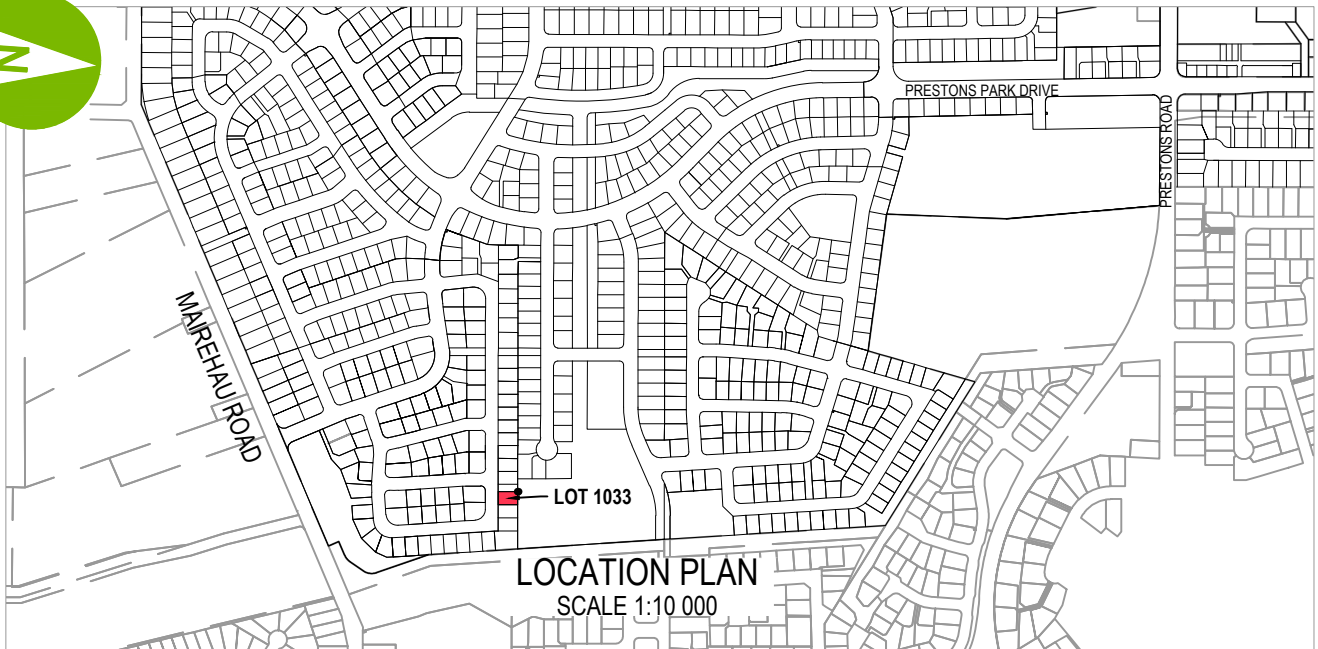 N
PRESTONS PARK DRIVE
PRESTONS ROAD
MAIREHAU ROAD
LOT 1033
LOCATION PLAN
SCALE 1:10 000